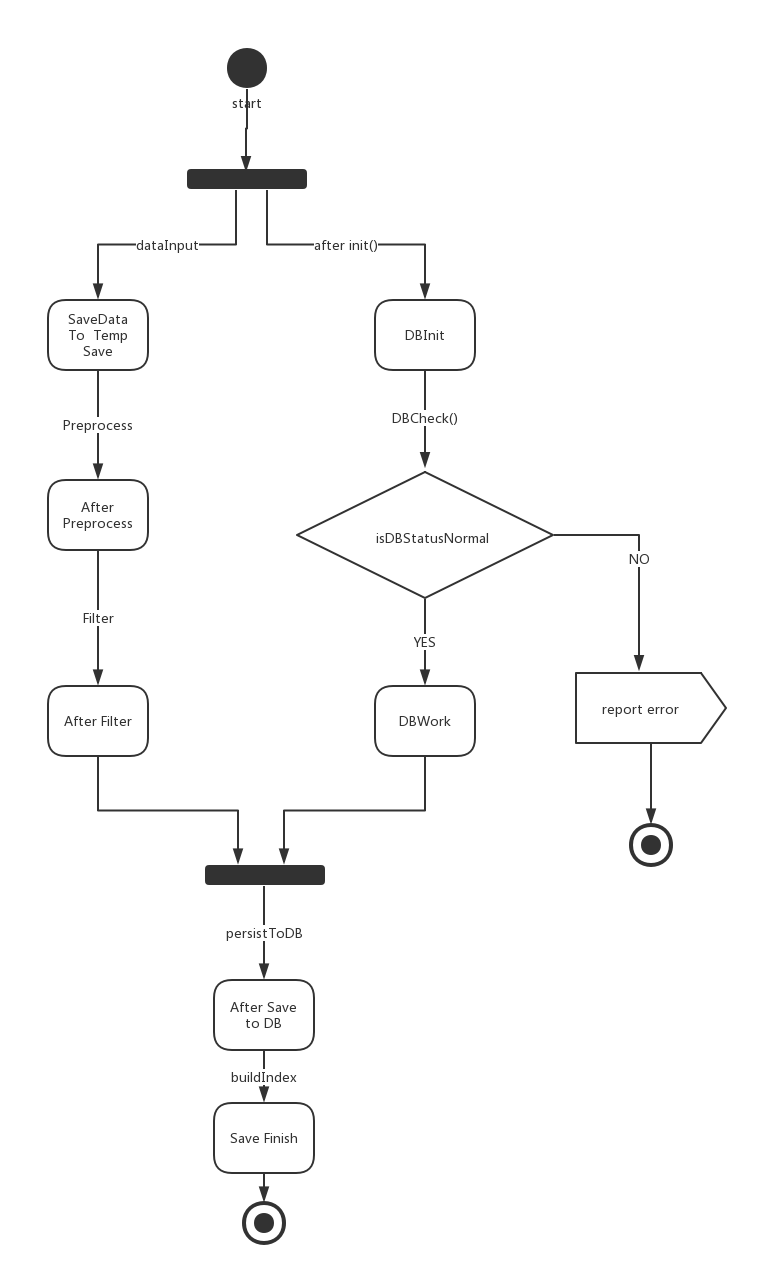 start
dataInput
after init()
SaveData
To Temp
Save
DBInit
Preprocess
DBCheck()
After
Preprocess
isDBStatusNormal
NO
Filter
YES
After Filter
DBWork
report error
persistToDB
After Save
to DB
buildIndex
Save Finish